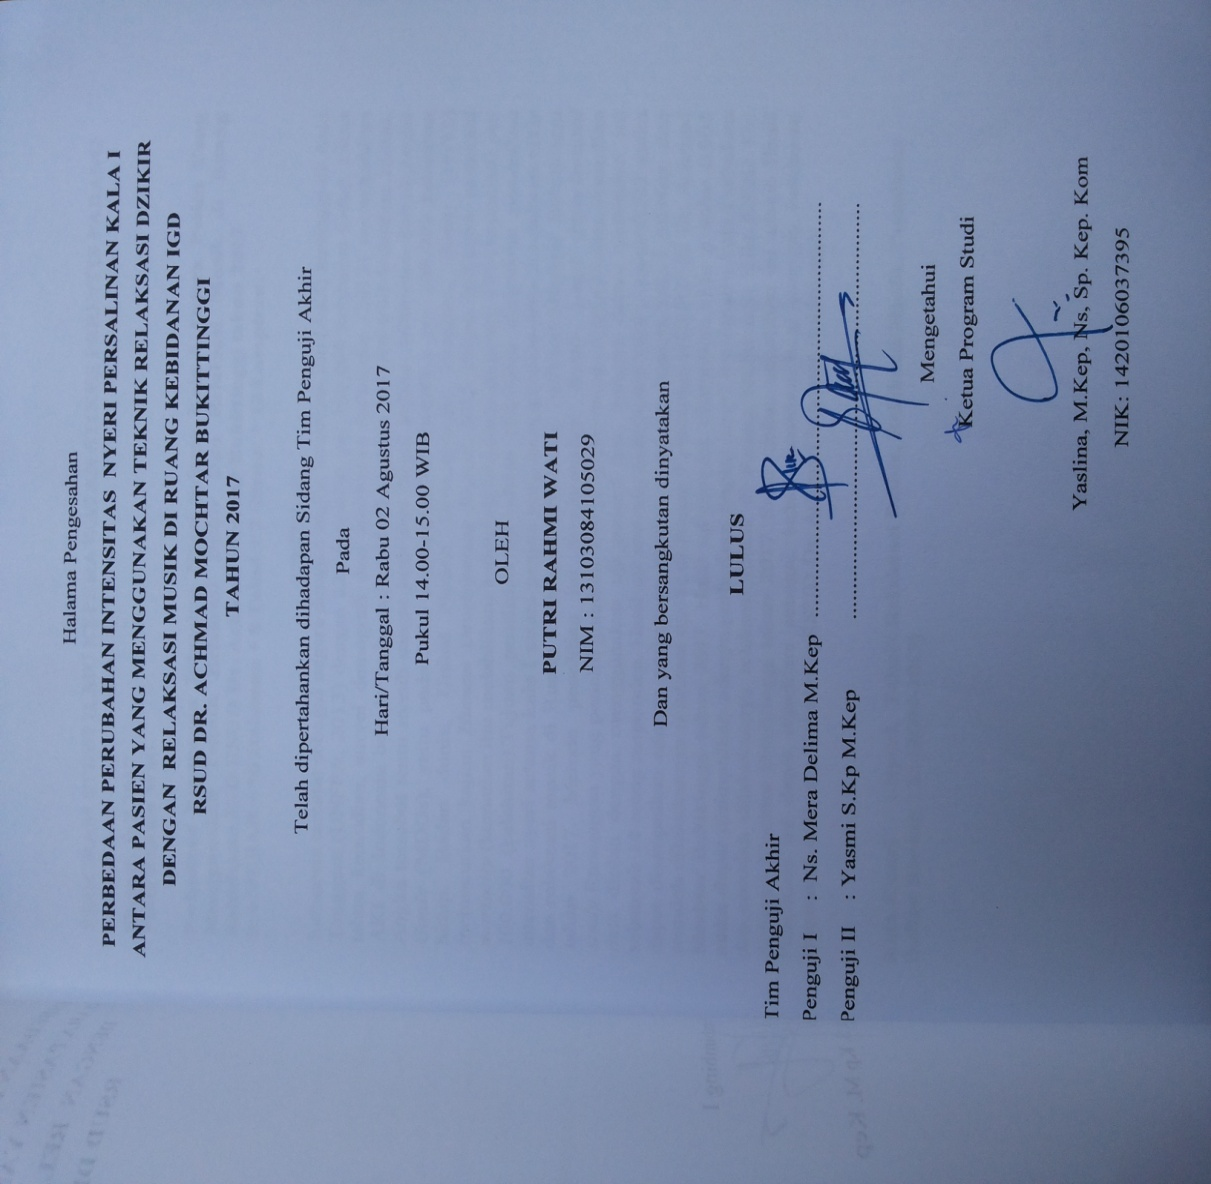 Halama Pengesahan
PERBEDAAN PERUBAHAN INTENSITAS NYERI PERSALINAN KALA I
ANTARA PASIEN YANG MENGGUNAKAN TEKNIK RELAKSASI DZIKIR
DENGAN RELAKSASI MUSIK DI RUANG KEBIDANAN IGD
RSUD DR. ACHMAD MOCHTAR BUKITTINGGI
TAHUN 2017
Telah dipertahankan dihadapan Sidang Tim Penguji Akhir
Pada
Hari/Tanggal : Rabu 02 Agustus 2017
Pukul 14.00-15.00 WIB
OLEH
PUTRI RAHMI WATI
NIM : 13103084105029
Dan yang bersangkutan dinyatakan
LULUS
Tim Penguji Akhir
Penguji I : Ns. Mera Delima M.Kep ................................................................
Penguji II : Yasmi S.Kp M.Kep ................................................................
Mengetahui
Ketua Program Studi
Yaslina, M.Kep, Ns, Sp. Kep. Kom
NIK: 1420106037395